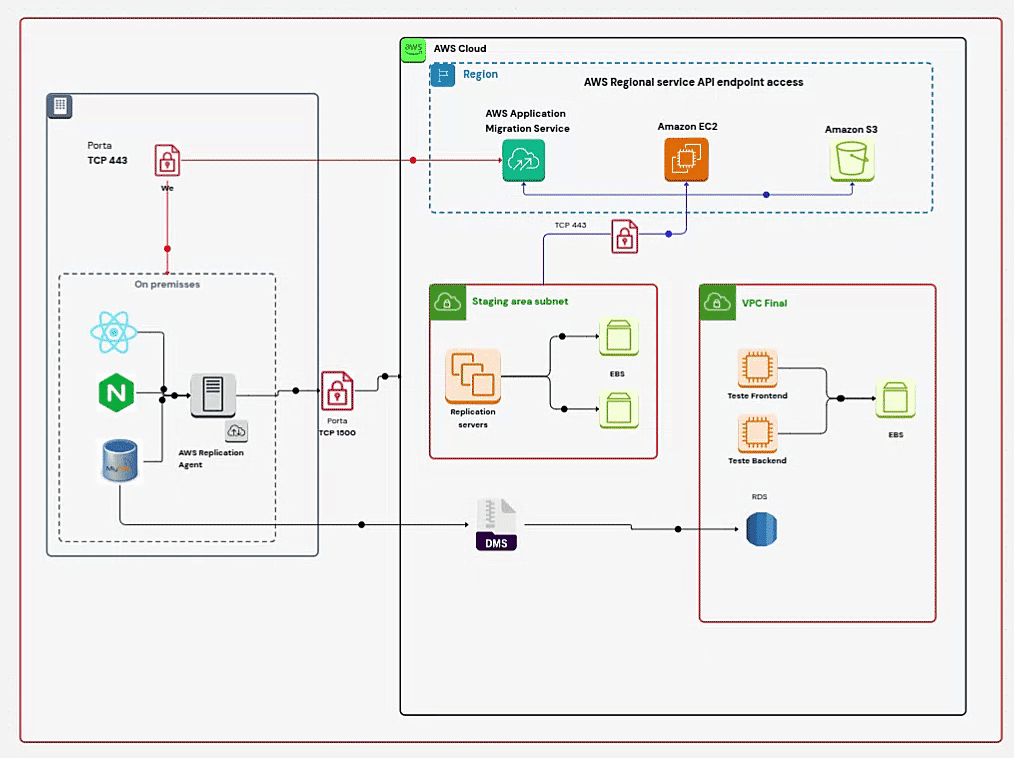 aws
AWS Cloud
Region
AWS Regional service API endpoint access
AWS Application
Migration Service
Amazon EC2
Amazon S3
Porta
TCP 443
We
TCP 443
On premisses
Staging area subnet
VPC Final
EBS
Replication
servers
Teste Frontend
Teste Backend
EBS
N
My
AWS Replication
Agent
Porta
TCP 1500
RDS
DMS